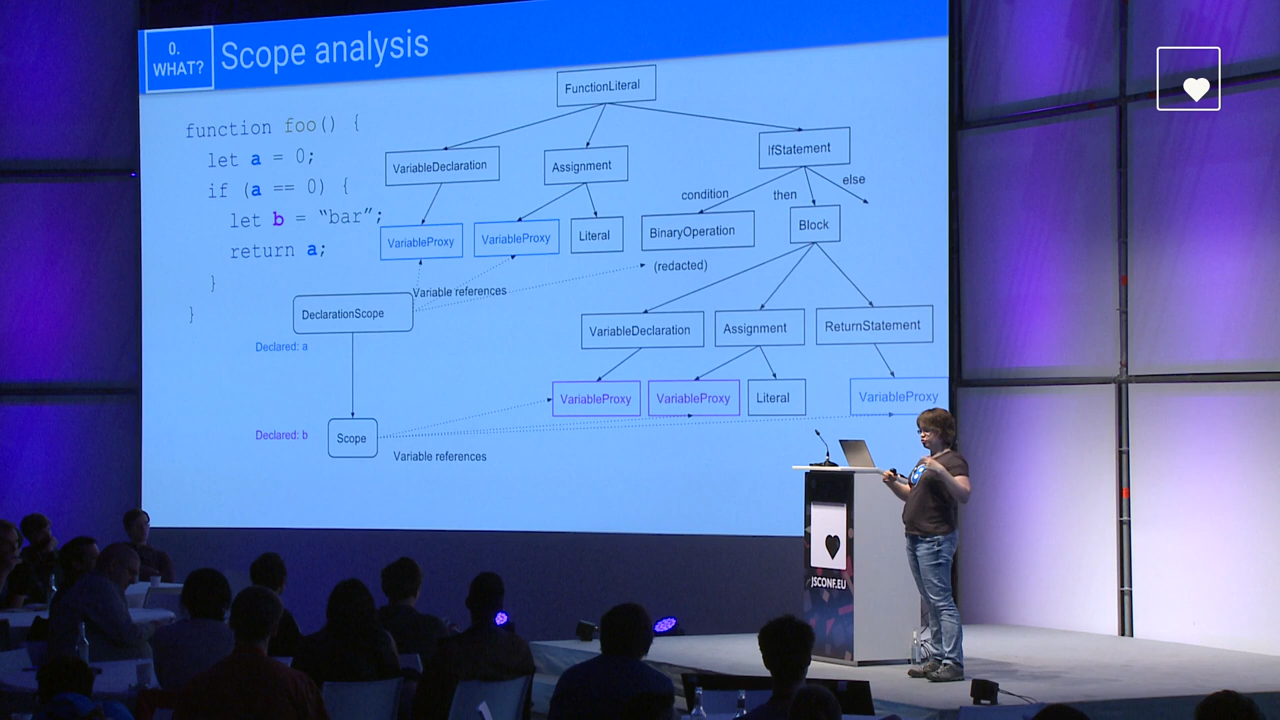 0.
WHAT?
Scope analysis
function foo() {
let a = 0;
if (a == 0) {
let b = “bar”;
return a;
}
}
FunctionLiteral
VariableDeclaration
Assignment
IfStatement
condition
then
else
VariableProxy
VariableProxy
Literal
BinaryOperation
Block
(redacted)
Variable references
DeclarationScope
Declared: a
VariableDeclaration
Assignment
ReturnStatement
VariableProxy
VariableProxy
Literal
VariableProxy
Declared: b
Scope
Variable references
JSCONF.EU